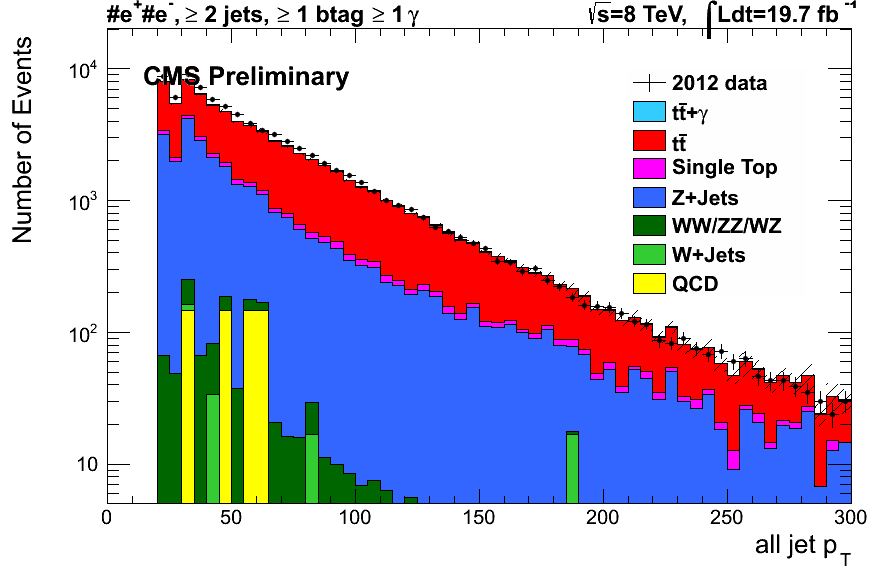 #e⁺#e⁻, ≥ 2 jets, ≥ 1 btag ≥ 1 γ
√s=8 TeV, ∫Ldt=19.7 fb⁻¹
CMS Preliminary
Number of Events
10⁴
10³
10²
10
2012 data
tt̄+γ
tt̄
Single Top
Z+Jets
WW/ZZ/WZ
W+Jets
QCD
0 50 100 150 200 250 300
all jet p_T